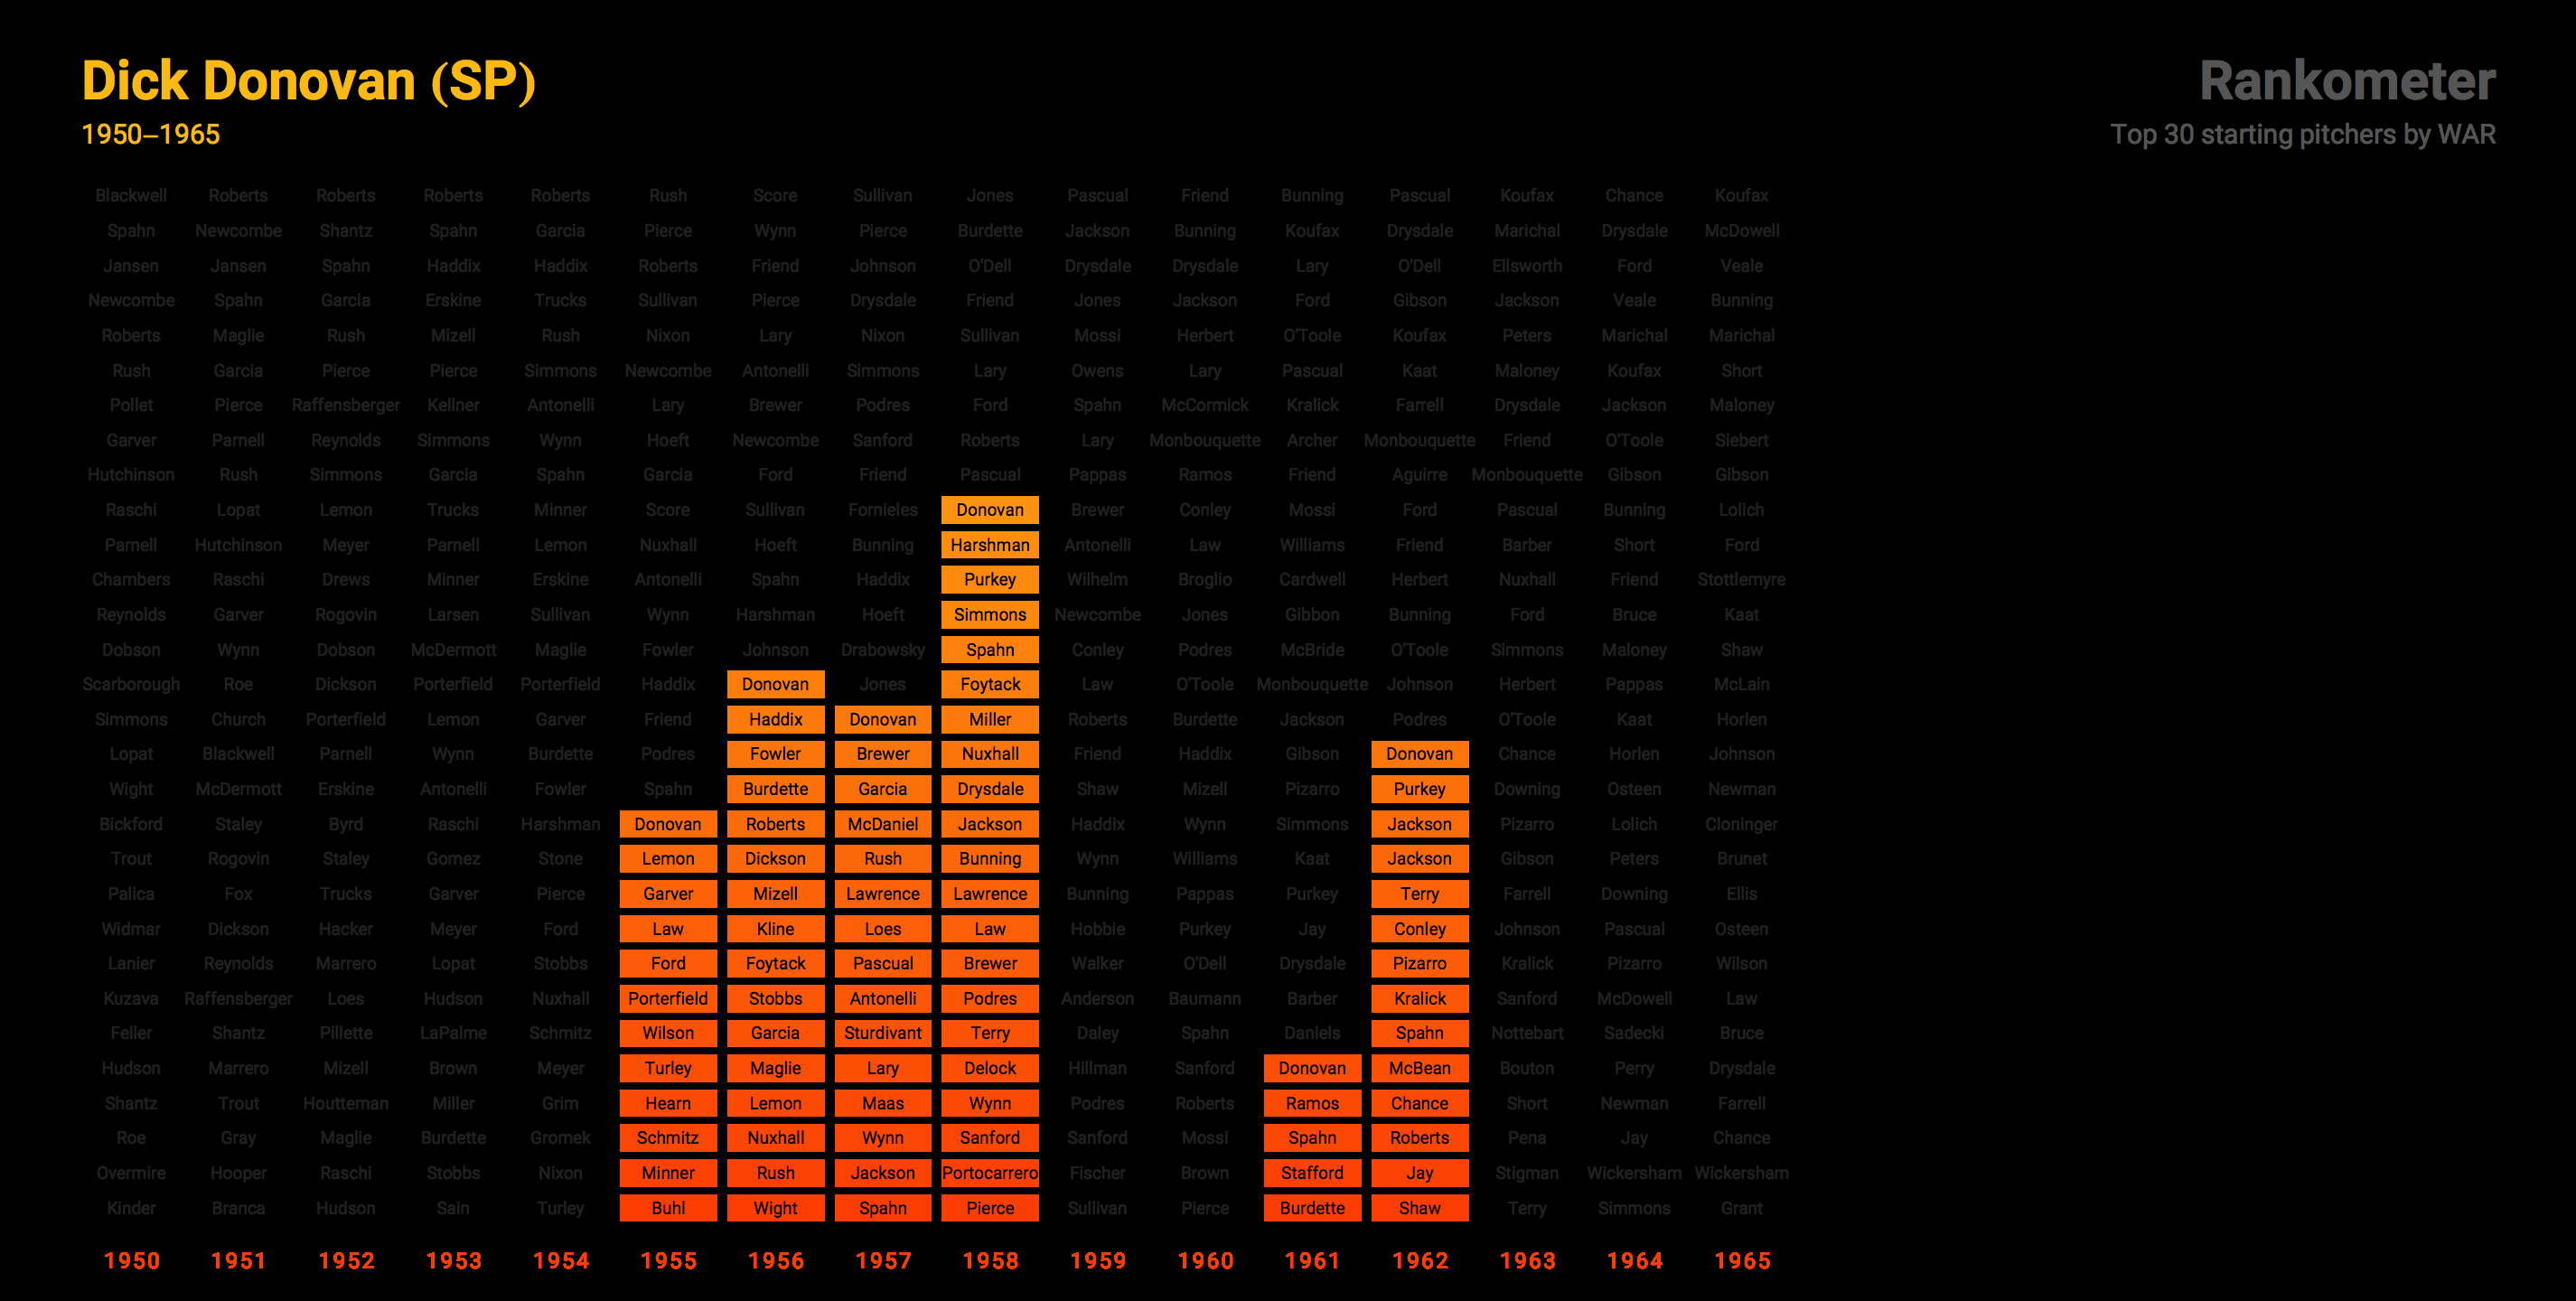 Dick Donovan (SP)
1950–1965
Rankometer
Top 30 starting pitchers by WAR
Blackwell Roberts Roberts Roberts Roberts Rush Score Sullivan Jones Pascual Friend Bunning Pascual Koufax Chance Koufax
Spahn Newcombe Shantz Spahn Garcia Pierce Wynn Pierce Burdette Jackson Bunning Koufax Drysdale Marichal Drysdale McDowell
Jansen Jansen Spahn Haddix Haddix Roberts Friend Johnson O'Dell Drysdale Drysdale Lary O'Dell Ellsworth Ford Veale
Newcombe Spahn Garcia Erskine Trucks Sullivan Pierce Drysdale Friend Jones Jackson Ford Gibson Jackson Veale Bunning
Roberts Maglie Rush Mizell Rush Nixon Lary Nixon Sullivan Mossi Herbert O'Toole Koufax Peters Marichal Marichal
Rush Garcia Pierce Pierce Simmons Newcombe Antonelli Simmons Lary Owens Lary Pascual Kaat Maloney Koufax Short
Pollet Pierce Raffensberger Kellner Antonelli Lary Brewer Podres Ford Spahn McCormick Kralick Farrell Drysdale Jackson Maloney
Garver Parnell Reynolds Simmons Wynn Hoeft Newcombe Sanford Roberts Lary Monbouquette Archer Monbouquette Friend O'Toole Siebert
Hutchinson Rush Simmons Garcia Spahn Garcia Ford Friend Pascual Pappas Ramos Friend Aguirre Monbouquette Gibson Gibson
Raschi Lopat Lemon Trucks Minner Score Sullivan Fornieles Donovan Brewer Conley Mossi Ford Pascual Bunning Lolich
Parnell Hutchinson Meyer Parnell Lemon Nuxhall Hoeft Bunning Harshman Antonelli Law Williams Friend Barber Short Ford
Chambers Raschi Drews Minner Erskine Antonelli Spahn Haddix Purkey Wilhelm Broglio Cardwell Herbert Nuxhall Friend Stottlemyre
Reynolds Garver Rogovin Larsen Sullivan Wynn Harshman Hoeft Simmons Newcombe Jones Gibbon Bunning Ford Bruce Kaat
Dobson Wynn Dobson McDermott Maglie Fowler Johnson Drabowsky Spahn Conley Podres McBride O'Toole Simmons Maloney Shaw
Scarborough Roe Dickson Porterfield Porterfield Haddix Donovan Jones Foytack Law O'Toole Monbouquette Johnson Herbert Pappas McLain
Simmons Church Porterfield Lemon Garver Friend Haddix Donovan Miller Roberts Burdette Jackson Podres O'Toole Kaat Horlen
Lopat Blackwell Parnell Wynn Burdette Podres Fowler Brewer Nuxhall Friend Haddix Gibson Donovan Chance Horlen Johnson
Wight McDermott Erskine Antonelli Fowler Spahn Burdette Garcia Drysdale Shaw Mizell Pizarro Purkey Downing Osteen Newman
Bickford Staley Byrd Raschi Harshman Donovan Roberts McDaniel Jackson Haddix Wynn Simmons Jackson Pizarro Lolich Cloninger
Trout Rogovin Staley Gomez Stone Lemon Dickson Rush Bunning Wynn Williams Kaat Jackson Gibson Peters Brunet
Palica Fox Trucks Garver Pierce Garver Mizell Lawrence Lawrence Bunning Pappas Purkey Terry Farrell Downing Ellis
Widmar Dickson Hacker Meyer Ford Law Kline Loes Law Hobbie Purkey Jay Conley Johnson Pascual Osteen
Lanier Reynolds Marrero Lopat Stobbs Ford Foytack Pascual Brewer Walker O'Dell Drysdale Pizarro Kralick Pizarro Wilson
Kuzava Raffensberger Loes Hudson Nuxhall Porterfield Stobbs Antonelli Podres Anderson Baumann Barber Kralick Sanford McDowell Law
Feller Shantz Pillette LaPalme Schmitz Wilson Garcia Sturdivant Terry Daley Spahn Daniels Spahn Nottebart Sadecki Bruce
Hudson Marrero Mizell Brown Meyer Turley Maglie Lary Delock Hillman Sanford Donovan McBean Bouton Perry Drysdale
Shantz Trout Houtteman Miller Grim Hearn Lemon Maas Wynn Podres Roberts Ramos Chance Short Newman Farrell
Roe Gray Maglie Burdette Gromek Schmitz Nuxhall Wynn Sanford Sanford Mossi Spahn Roberts Pena Jay Chance
Overmire Hooper Raschi Stobbs Nixon Minner Rush Jackson Portocarrero Fischer Brown Stafford Jay Stigman Wickersham Wickersham
Kinder Branca Hudson Sain Turley Buhl Wight Spahn Pierce Sullivan Pierce Burdette Shaw Terry Simmons Grant
1950 1951 1952 1953 1954 1955 1956 1957 1958 1959 1960 1961 1962 1963 1964 1965